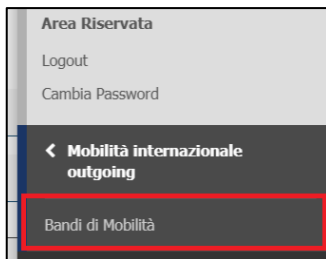 Area Riservata
Logout
Cambia Password
Mobilità internazionale
outgoing
Bandi di Mobilità